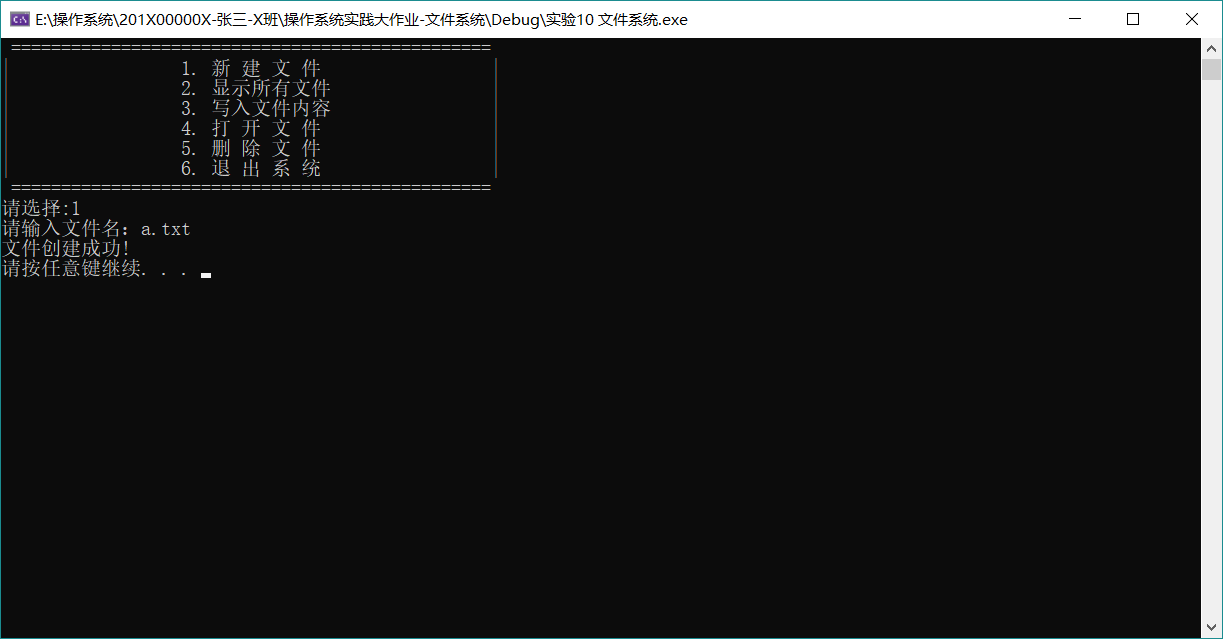 E:\操作系统\201X00000X-张三-X班\操作系统实践大作业-文件系统\Debug\实验10 文件系统.exe
================================================
1. 新 建 文 件
2. 显示所有文件
3. 写入文件内容
4. 打 开 文 件
5. 删 除 文 件
6. 退 出 系 统
================================================
请选择:1
请输入文件名：a.txt
文件创建成功!
请按任意键继续. . .